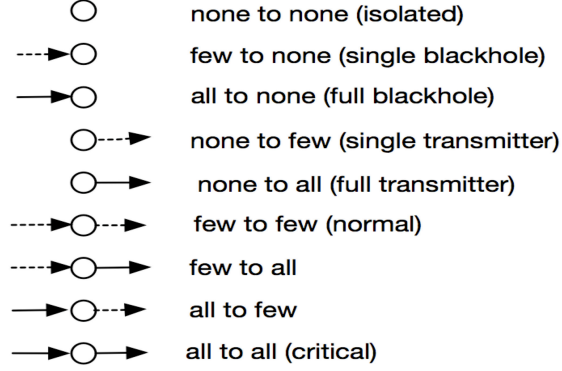 none to none (isolated)
few to none (single blackhole)
all to none (full blackhole)
none to few (single transmitter)
none to all (full transmitter)
few to few (normal)
few to all
all to few
all to all (critical)